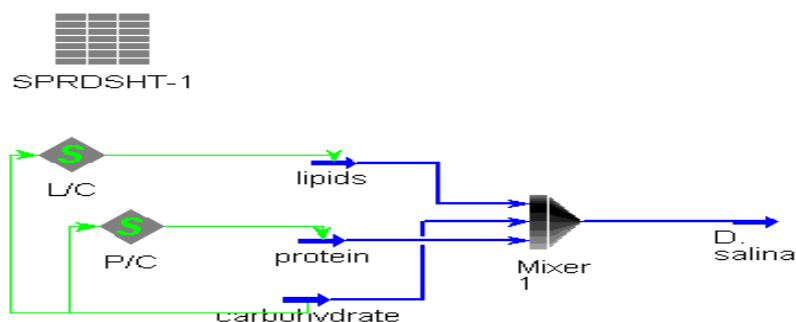 SPRDSHT-1
S
L/C
lipids
S
P/C
protein
Mixer
1
D.
salina
carbohydrate